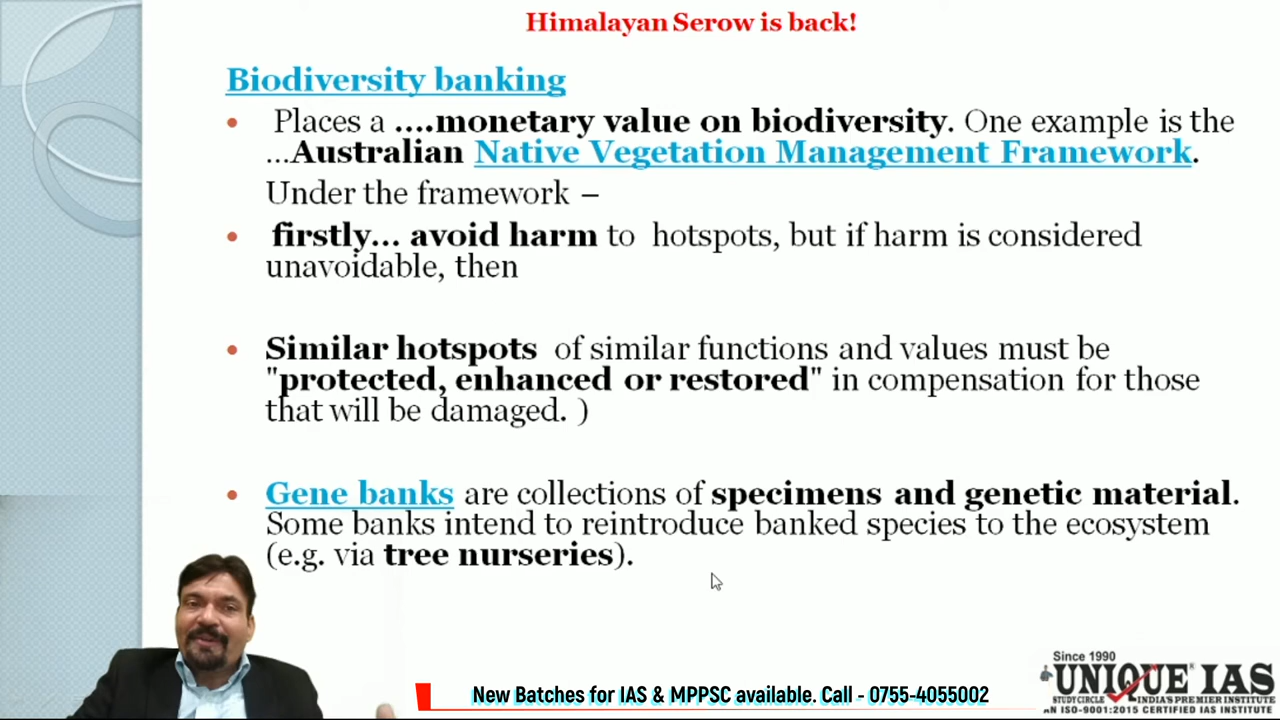 Himalayan Serow is back!
Biodiversity banking
• Places a ....monetary value on biodiversity. One example is the
...Australian Native Vegetation Management Framework.
Under the framework –
• firstly... avoid harm to hotspots, but if harm is considered
unavoidable, then
• Similar hotspots of similar functions and values must be
"protected, enhanced or restored" in compensation for those
that will be damaged. )
• Gene banks are collections of specimens and genetic material.
Some banks intend to reintroduce banked species to the ecosystem
(e.g. via tree nurseries).
Since 1990
UNIQUE IAS
STUDY CIRCLE INDIA'S PREMIER INSTITUTE
AN ISO-9001:2015 CERTIFIED IAS INSTITUTE
New Batches for IAS & MPPSC available. Call - 0755-4055002